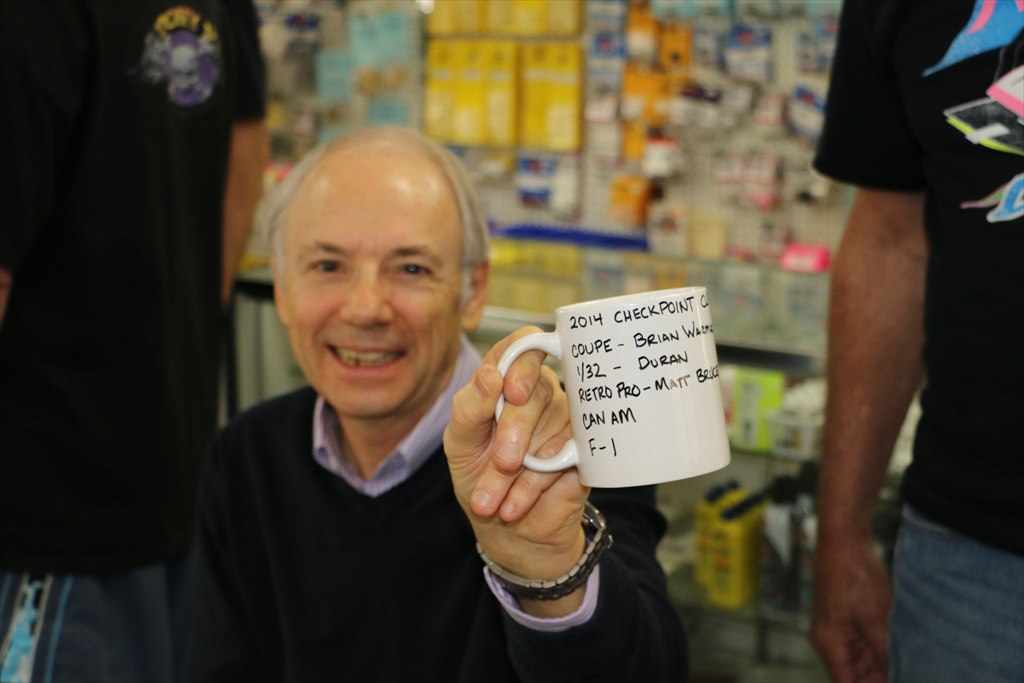 2014 CHECKPOINT
COUPE - BRIAN
1/32 - DURAN
RETRO PRO - MATT
CAN AM
F-1